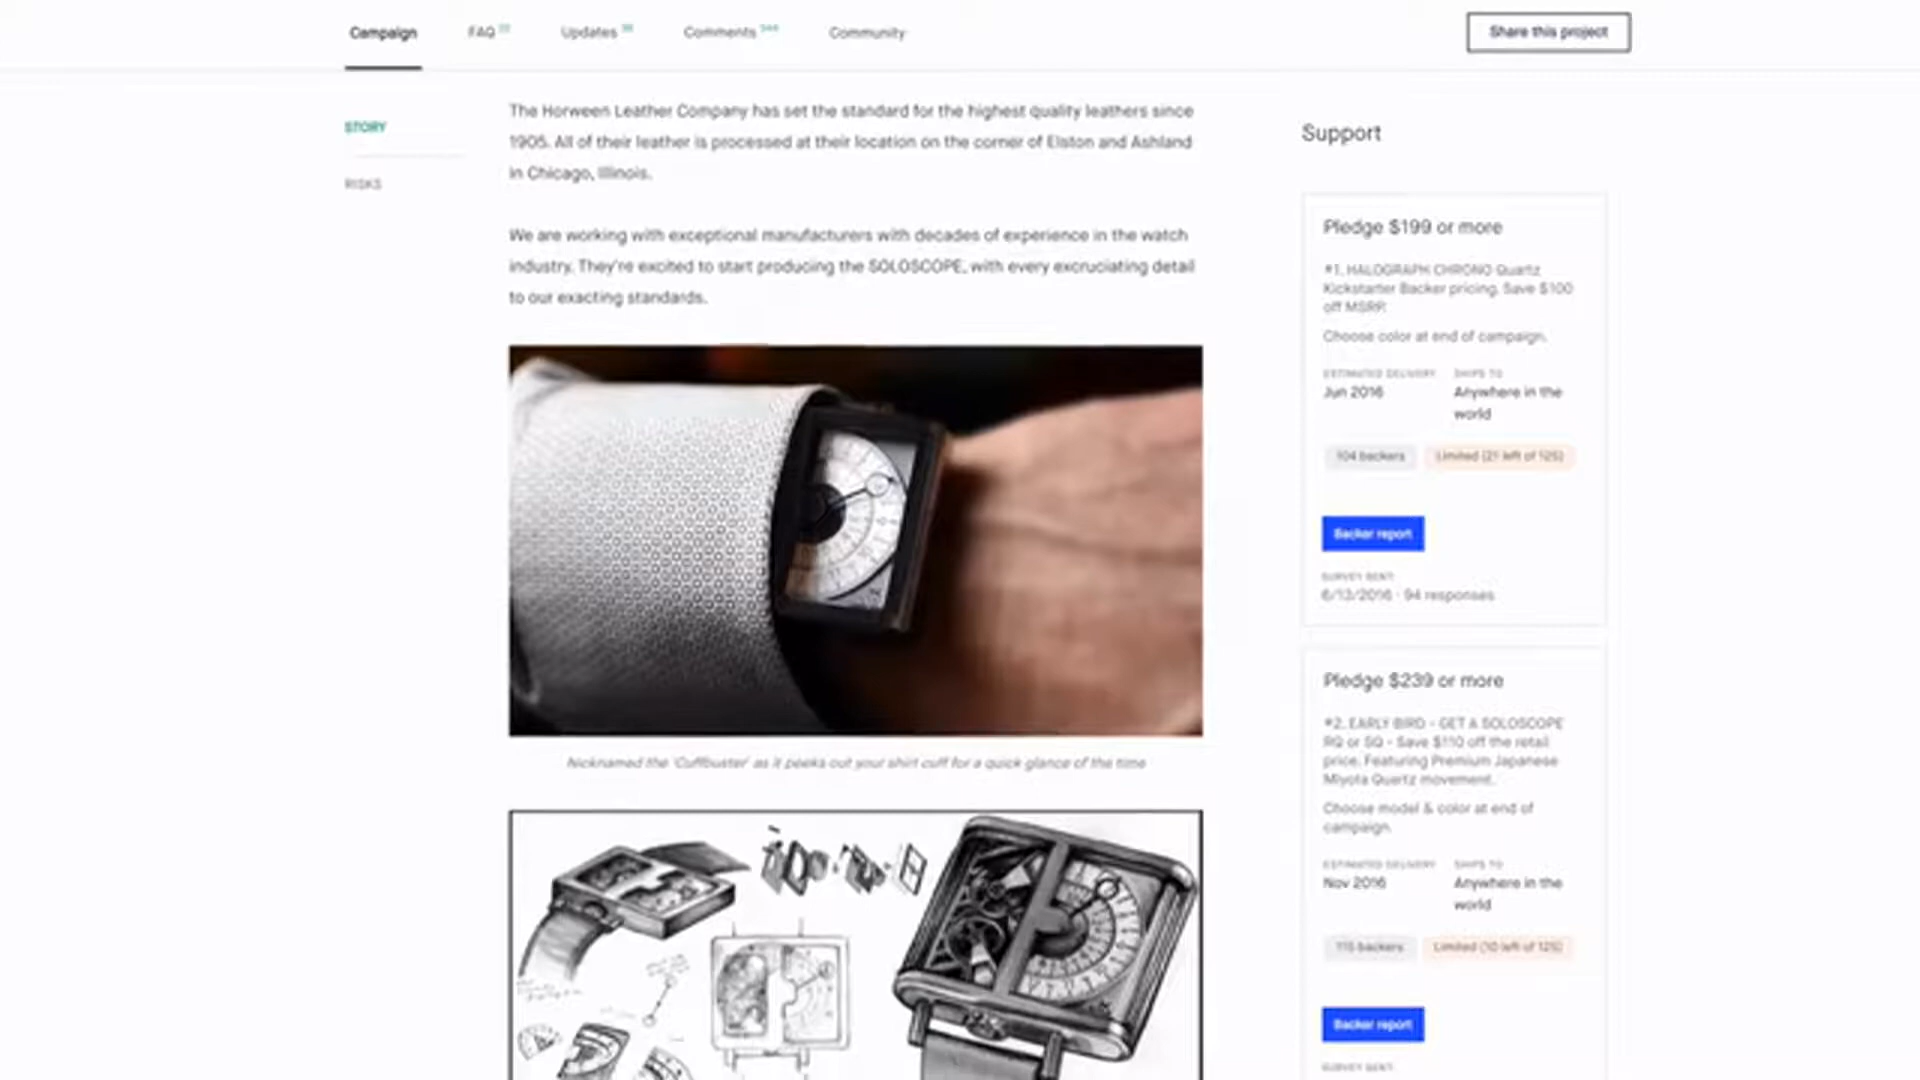 Campaign
FAQ
Updates
Comments
Community
Share this project
STORY
RISKS
The Horween Leather Company has set the standard for the highest quality leathers since
1905. All of their leather is processed at their location on the corner of Elston and Ashland
in Chicago, Illinois.
We are working with exceptional manufacturers with decades of experience in the watch
industry. They're excited to start producing the SOLOSCOPE, with every excruciating detail
to our exacting standards.
Nicknamed the 'Cuffbuster' as it peeks out your shirt cuff for a quick glance of the time
Support
Pledge $199 or more
#1. HALOGRAPH CHRONO Quartz
Kickstarter Backer pricing. Save $100
off MSRP.
Choose color at end of campaign.
ESTIMATED DELIVERY
Jun 2016
SHIPS TO
Anywhere in the
world
104 backers
Limited (21 left of 125)
Backer report
SURVEY SENT:
6/13/2016 · 94 responses
Pledge $239 or more
#2. EARLY BIRD - GET A SOLOSCOPE
RQ or SQ - Save $110 off the retail
price. Featuring Premium Japanese
Miyota Quartz movement.
Choose model & color at end of
campaign.
ESTIMATED DELIVERY
Nov 2016
SHIPS TO
Anywhere in the
world
115 backers
Limited (10 left of 125)
Backer report
SURVEY SENT: